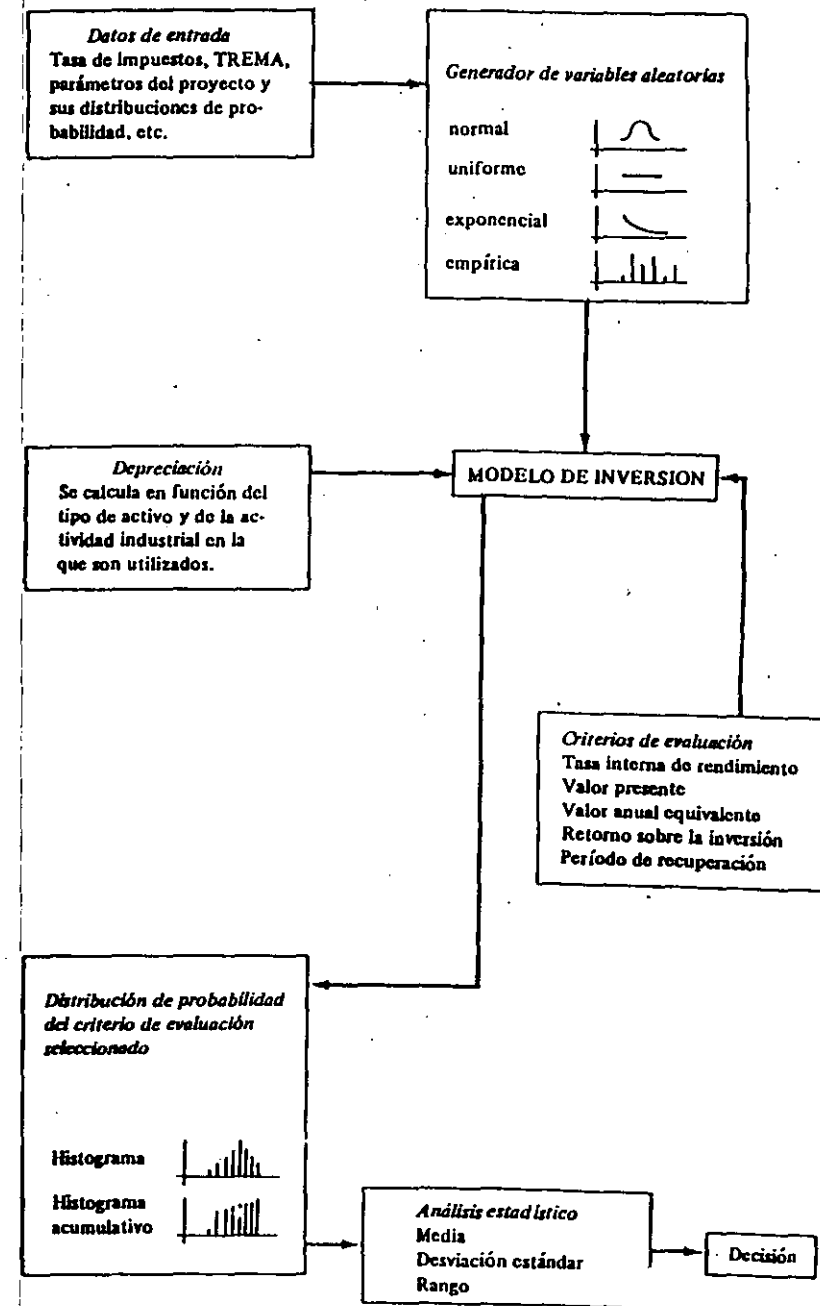 Datos de entrada
Tasa de impuestos, TREMA,
parámetros del proyecto y
sus distribuciones de pro-
babilidad, etc.
Generador de variables aleatorias
normal
uniforme
exponencial
empírica
Depreciación
Se calcula en función del
tipo de activo y de la ac-
tividad industrial en la
que son utilizados.
MODELO DE INVERSION
Criterios de evaluación
Tasa interna de rendimiento
Valor presente
Valor anual equivalente
Retorno sobre la inversión
Período de recuperación
Distribución de probabilidad
del criterio de evaluación
seleccionado
Histograma
Histograma
acumulativo
Análisis estadístico
Media
Desviación estándar
Rango
Decisión